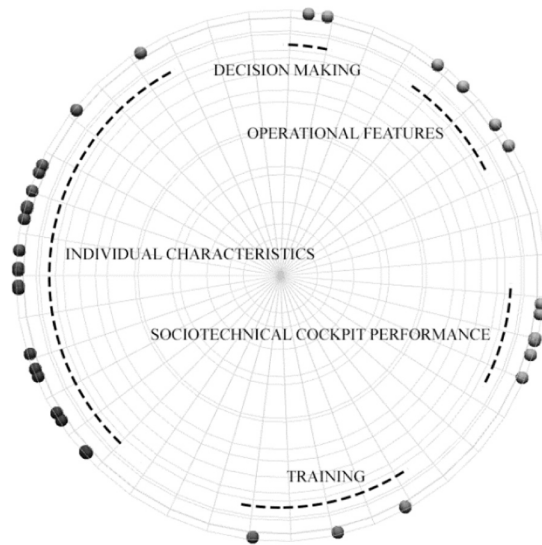 DECISION MAKING
OPERATIONAL FEATURES
INDIVIDUAL CHARACTERISTICS
SOCIOTECHNICAL COCKPIT PERFORMANCE
TRAINING